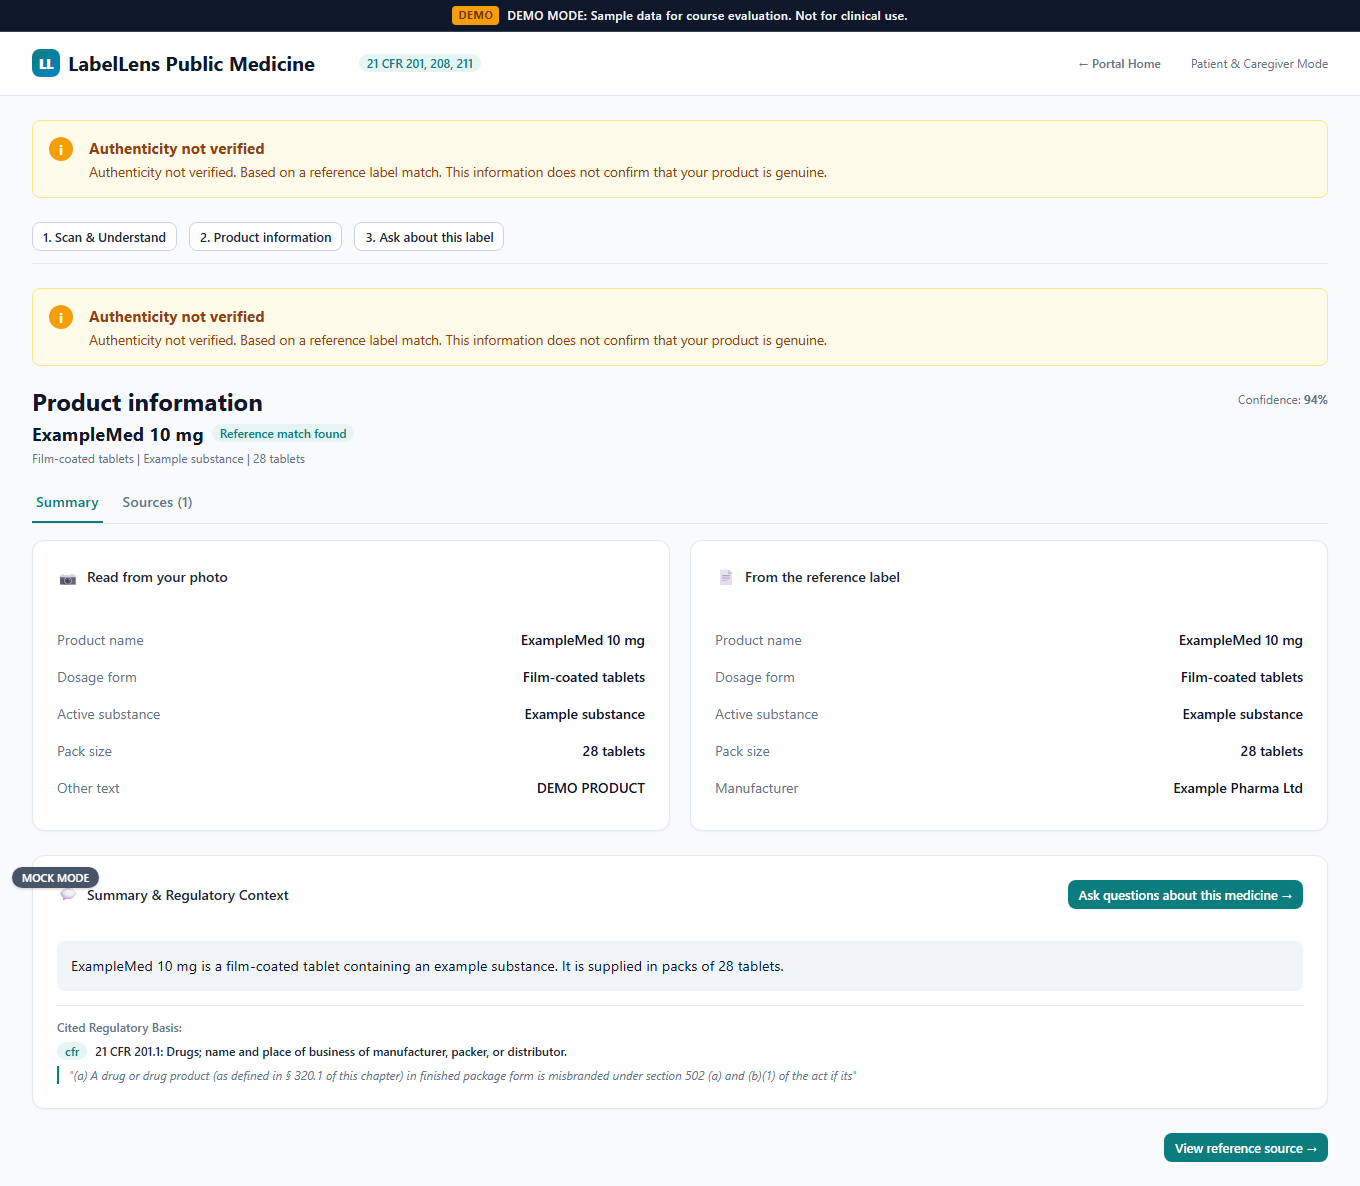 DEMO DEMO MODE: Sample data for course evaluation. Not for clinical use.
LL LabelLens Public Medicine 21 CFR 201, 208, 211 ← Portal Home Patient & Caregiver Mode
i Authenticity not verified
Authenticity not verified. Based on a reference label match. This information does not confirm that your product is genuine.
1. Scan & Understand 2. Product information 3. Ask about this label
i Authenticity not verified
Authenticity not verified. Based on a reference label match. This information does not confirm that your product is genuine.
Product information Confidence: 94%
ExampleMed 10 mg Reference match found
Film-coated tablets | Example substance | 28 tablets
Summary Sources (1)
Read from your photo
Product name ExampleMed 10 mg
Dosage form Film-coated tablets
Active substance Example substance
Pack size 28 tablets
Other text DEMO PRODUCT
From the reference label
Product name ExampleMed 10 mg
Dosage form Film-coated tablets
Active substance Example substance
Pack size 28 tablets
Manufacturer Example Pharma Ltd
MOCK MODE
Summary & Regulatory Context Ask questions about this medicine →
ExampleMed 10 mg is a film-coated tablet containing an example substance. It is supplied in packs of 28 tablets.
Cited Regulatory Basis:
cfr 21 CFR 201.1: Drugs; name and place of business of manufacturer, packer, or distributor.
"(a) A drug or drug product (as defined in § 320.1 of this chapter) in finished package form is misbranded under section 502 (a) and (b)(1) of the act if its"
View reference source →